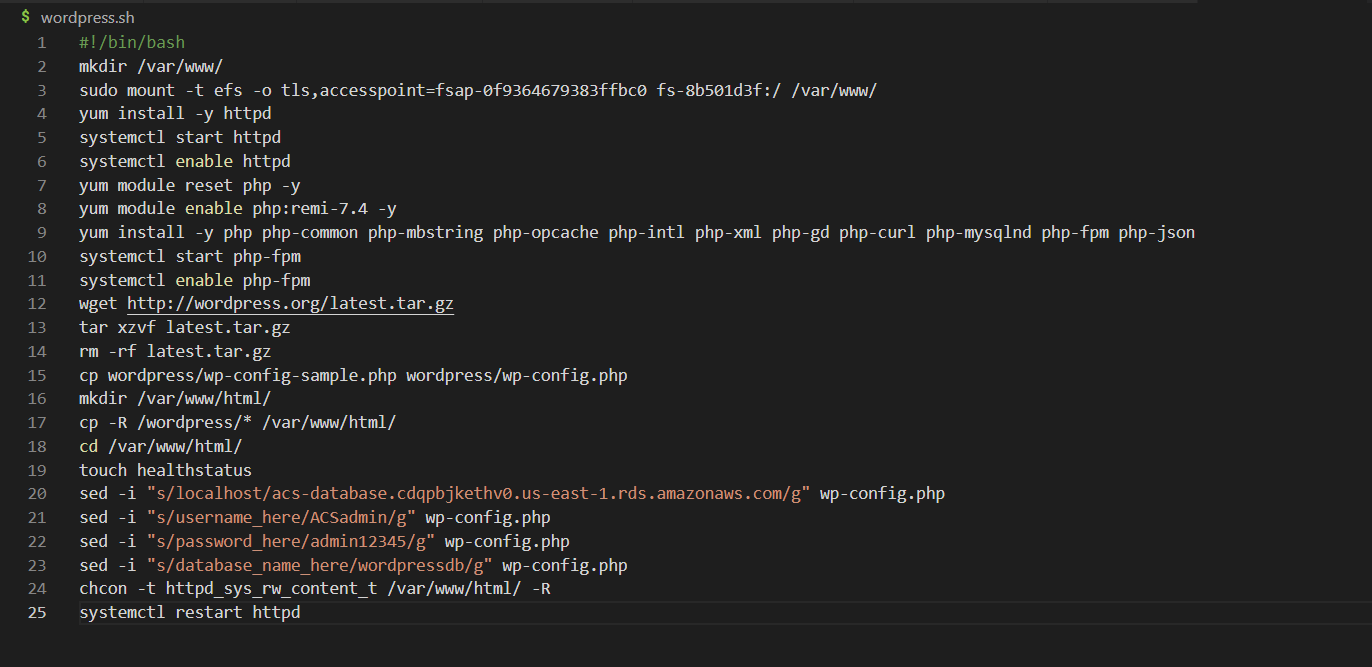 $ wordpress.sh
1 #!/bin/bash
2 mkdir /var/www/
3 sudo mount -t efs -o tls,accesspoint=fsap-0f9364679383ffbc0 fs-8b501d3f:/ /var/www/
4 yum install -y httpd
5 systemctl start httpd
6 systemctl enable httpd
7 yum module reset php -y
8 yum module enable php:remi-7.4 -y
9 yum install -y php php-common php-mbstring php-opcache php-intl php-xml php-gd php-curl php-mysqlnd php-fpm php-json
10 systemctl start php-fpm
11 systemctl enable php-fpm
12 wget http://wordpress.org/latest.tar.gz
13 tar xzvf latest.tar.gz
14 rm -rf latest.tar.gz
15 cp wordpress/wp-config-sample.php wordpress/wp-config.php
16 mkdir /var/www/html/
17 cp -R /wordpress/* /var/www/html/
18 cd /var/www/html/
19 touch healthstatus
20 sed -i "s/localhost/acs-database.cdqpbjkethv0.us-east-1.rds.amazonaws.com/g" wp-config.php
21 sed -i "s/username_here/ACSadmin/g" wp-config.php
22 sed -i "s/password_here/admin12345/g" wp-config.php
23 sed -i "s/database_name_here/wordpressdb/g" wp-config.php
24 chcon -t httpd_sys_rw_content_t /var/www/html/ -R
25 systemctl restart httpd